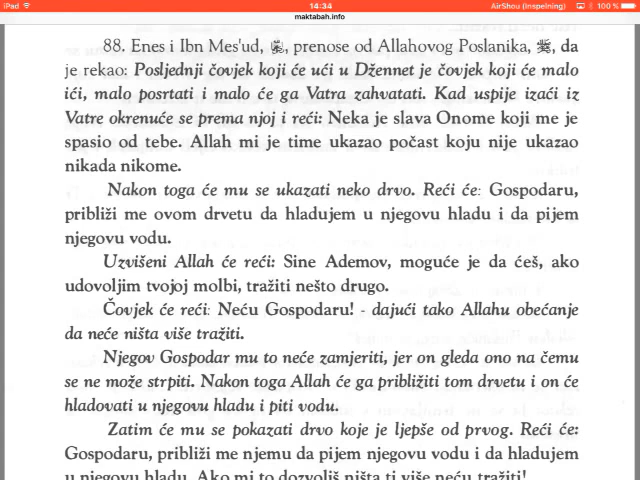 iPad 14:34 AirShou (Inspelning) 100 %
maktabah.info
88. Enes i Ibn Mes'ud, , prenose od Allahovog Poslanika, ﷺ, da
je rekao: Posljednji čovjek koji će ući u Džennet je čovjek koji će malo
ići, malo posrtati i malo će ga Vatra zahvatati. Kad uspije izaći iz
Vatre okrenuće se prema njoj i reći: Neka je slava Onome koji me je
spasio od tebe. Allah mi je time ukazao počast koju nije ukazao
nikada nikome.
Nakon toga će mu se ukazati neko drvo. Reći će: Gospodaru,
približi me ovom drvetu da hladujem u njegovu hladu i da pijem
njegovu vodu.
Uzvišeni Allah će reći: Sine Ademov, moguće je da ćeš, ako
udovoljim tvojoj molbi, tražiti nešto drugo.
Čovjek će reći: Neću Gospodaru! - dajući tako Allahu obećanje
da neće ništa više tražiti.
Njegov Gospodar mu to neće zamjeriti, jer on gleda ono na čemu
se ne može strpiti. Nakon toga Allah će ga približiti tom drvetu i on će
hladovati u njegovu hladu i piti vodu.
Zatim će mu se pokazati drvo koje je ljepše od prvog. Reći će:
Gospodaru, približi me njemu da pijem njegovu vodu i da hladujem
u njegovu hladu. Ako mi to dozvoliš ništa ti više neću tražiti!